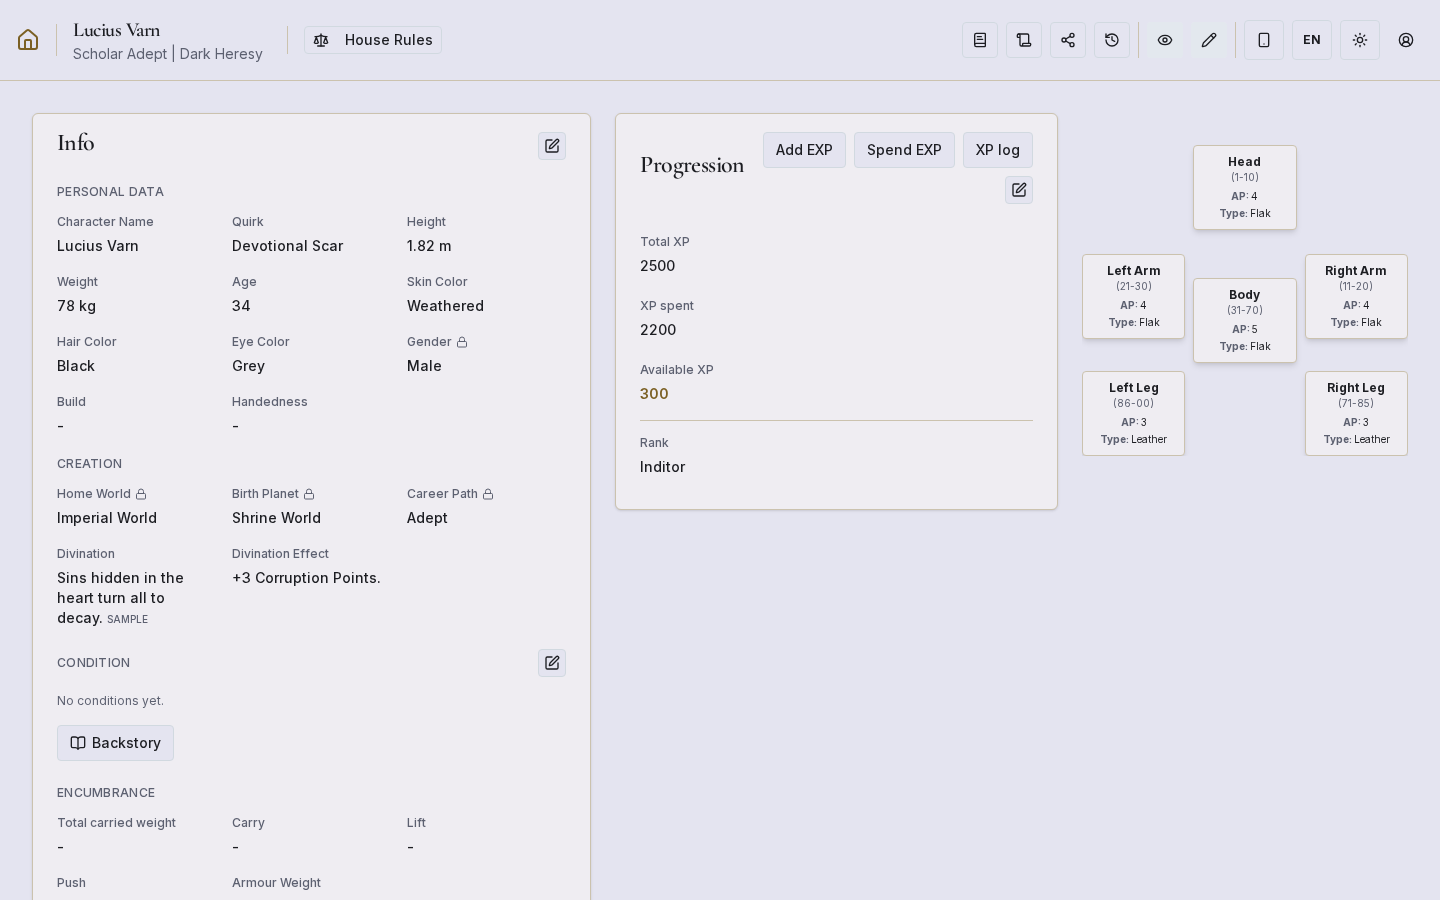 Lucius Varn
Scholar Adept | Dark Heresy
House Rules
EN
Info
PERSONAL DATA
Character Name
Quirk
Height
Lucius Varn
Devotional Scar
1.82 m
Weight
Age
Skin Color
78 kg
34
Weathered
Hair Color
Eye Color
Gender
Black
Grey
Male
Build
Handedness
-
-
CREATION
Home World
Birth Planet
Career Path
Imperial World
Shrine World
Adept
Divination
Divination Effect
Sins hidden in the
heart turn all to
decay. SAMPLE
+3 Corruption Points.
CONDITION
No conditions yet.
Backstory
ENCUMBRANCE
Total carried weight
Carry
Lift
-
-
-
Push
Armour Weight
Progression
Add EXP
Spend EXP
XP log
Total XP
2500
XP spent
2200
Available XP
300
Rank
Inditor
Head
(1-10)
AP: 4
Type: Flak
Left Arm
(21-30)
AP: 4
Type: Flak
Body
(31-70)
AP: 5
Type: Flak
Right Arm
(11-20)
AP: 4
Type: Flak
Left Leg
(86-00)
AP: 3
Type: Leather
Right Leg
(71-85)
AP: 3
Type: Leather